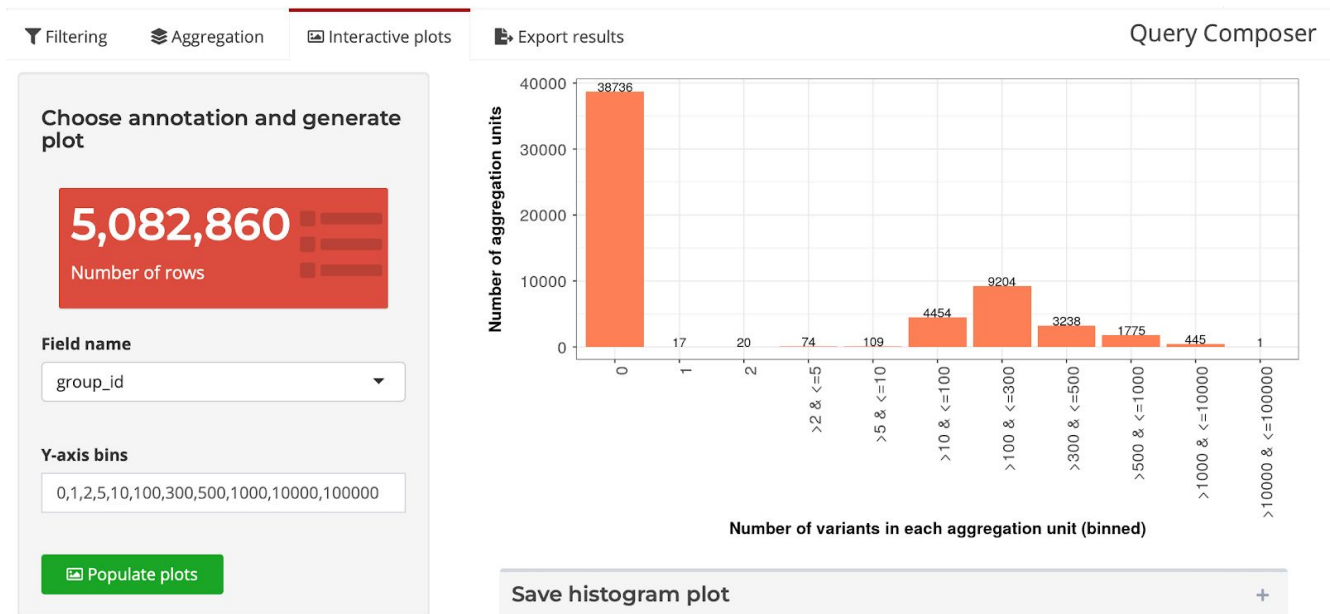 Filtering
Aggregation
Interactive plots
Export results
Query Composer
Choose annotation and generate
plot
5,082,860
Number of rows
Field name
group_id
Y-axis bins
0,1,2,5,10,100,300,500,1000,10000,100000
Populate plots
Number of aggregation units
40000
30000
20000
10000
0
38736
17
20
74
109
4454
9204
3238
1775
445
1
0
1
2
>2 & <=5
>5 & <=10
>10 & <=100
>100 & <=300
>300 & <=500
>500 & <=1000
>1000 & <=10000
>10000 & <=100000
Number of variants in each aggregation unit (binned)
Save histogram plot
+